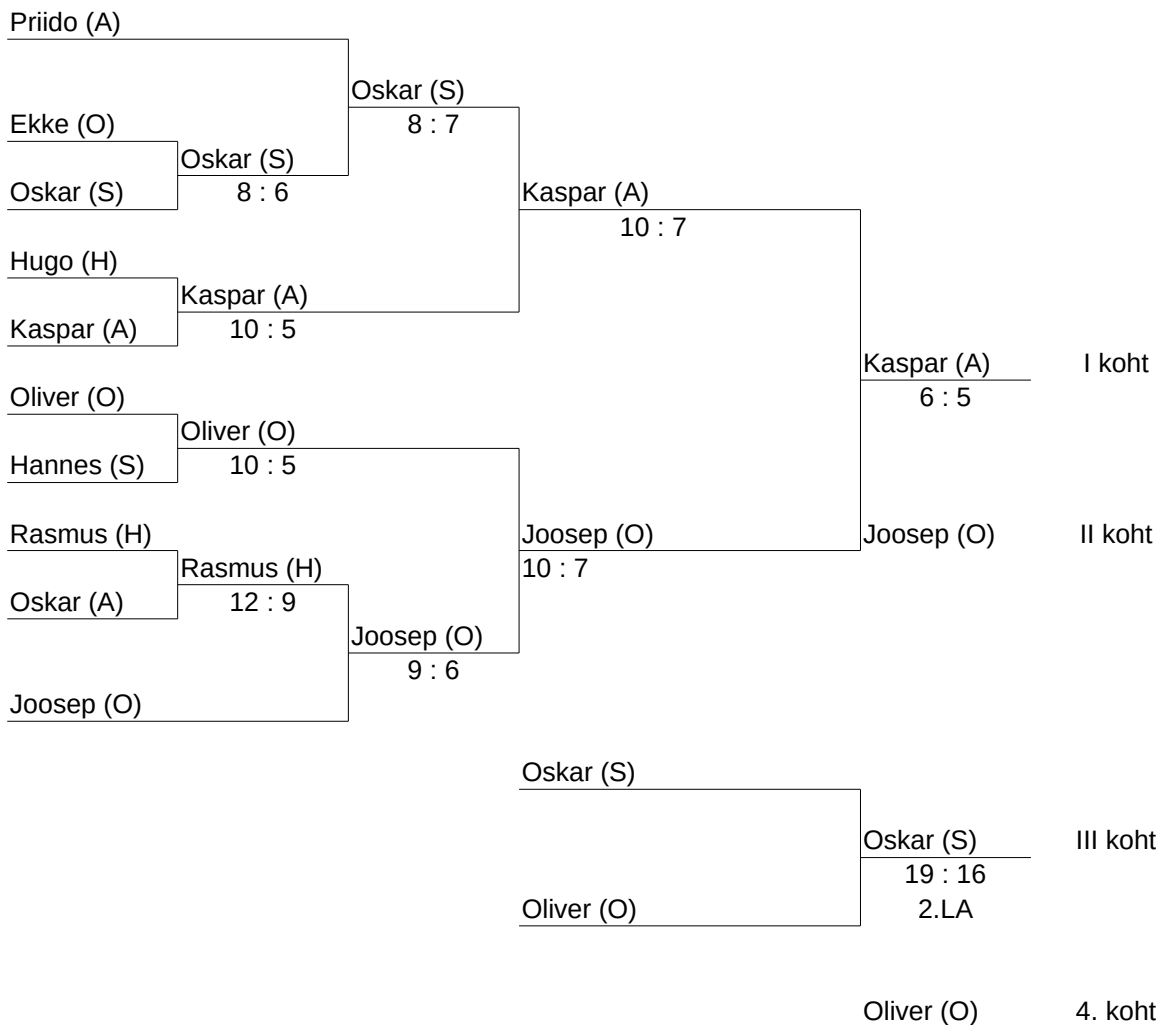 Priido (A)
Oskar (S)
8 : 7
Ekke (O)
Oskar (S)
Oskar (S)
8 : 6
Kaspar (A)
10 : 7
Hugo (H)
Kaspar (A)
Kaspar (A)
10 : 5
Kaspar (A)
I koht
6 : 5
Oliver (O)
Oliver (O)
Hannes (S)
10 : 5
Rasmus (H)
Joosep (O)
Joosep (O)
II koht
Rasmus (H)
10 : 7
Oskar (A)
12 : 9
Joosep (O)
9 : 6
Joosep (O)
Oskar (S)
Oskar (S)
III koht
19 : 16
Oliver (O)
2.LA
Oliver (O)
4. koht